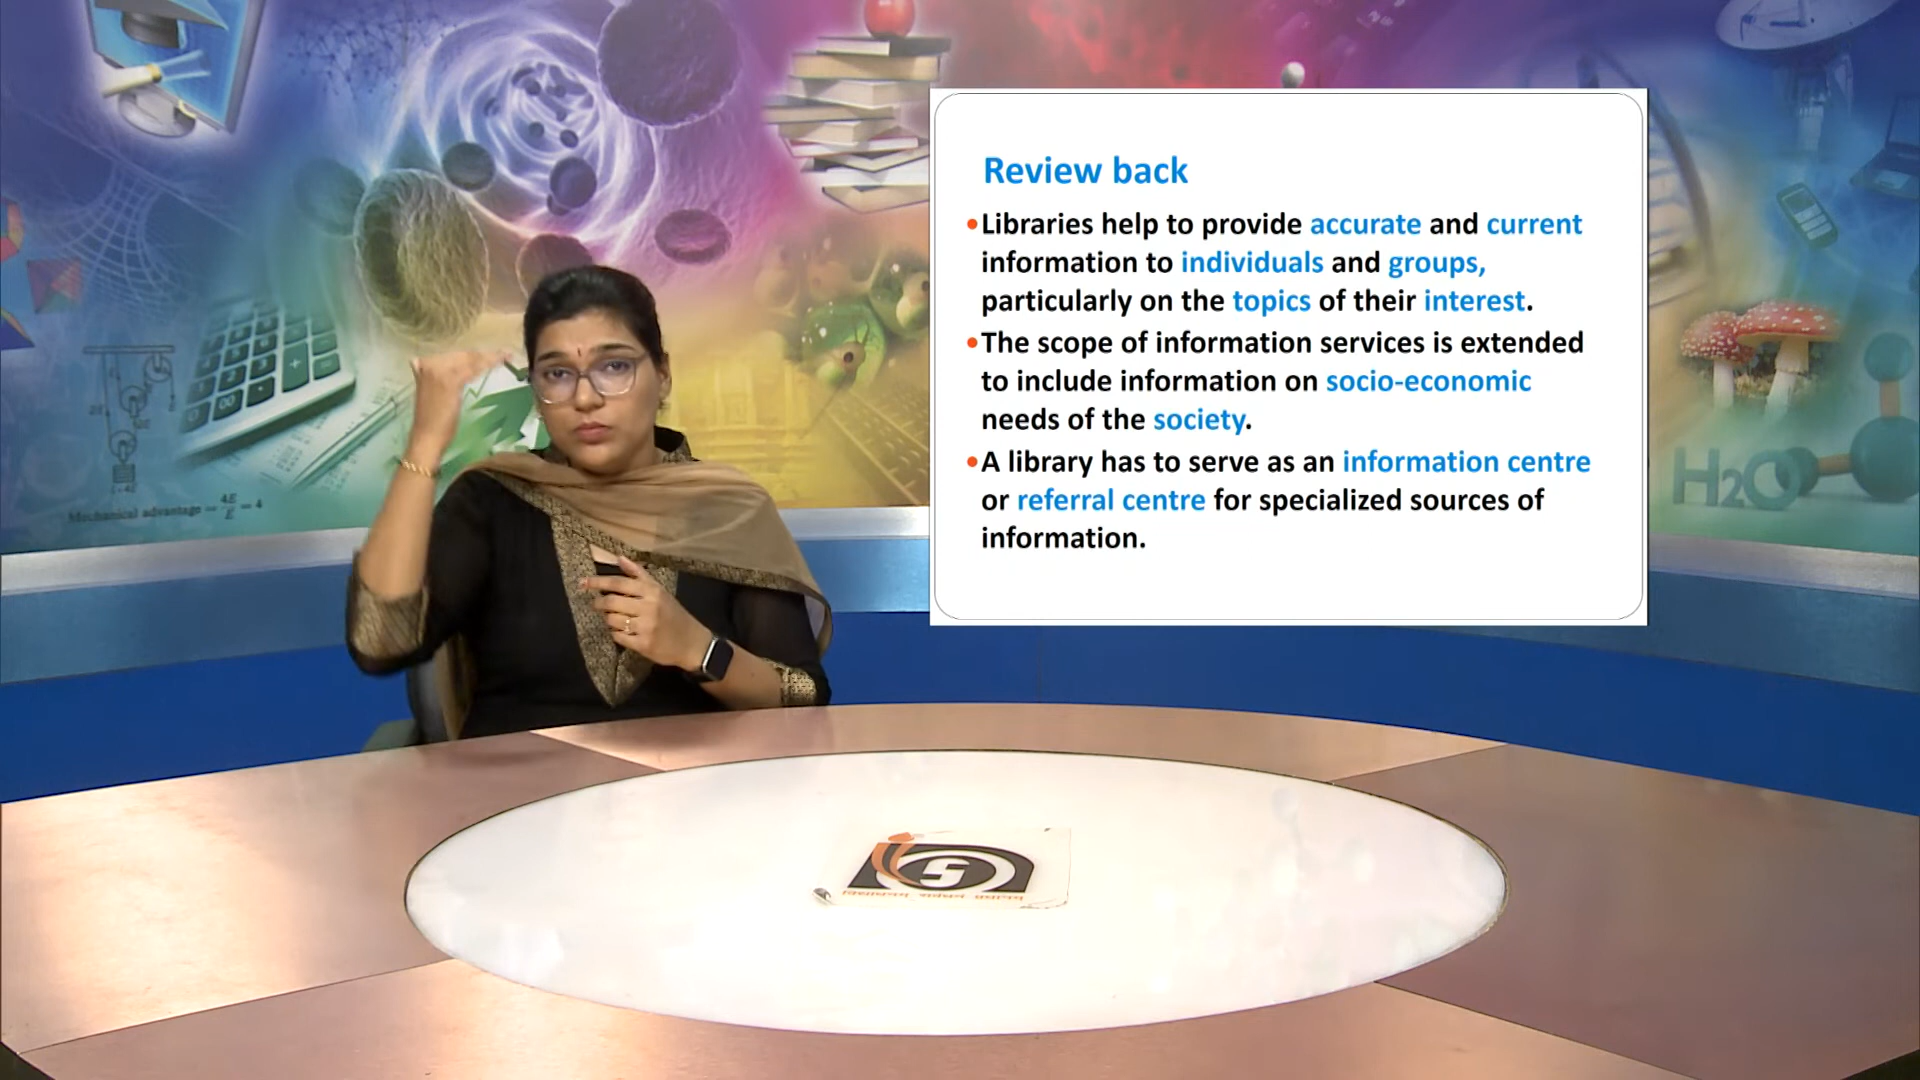 Review back
•Libraries help to provide accurate and current
information to individuals and groups,
particularly on the topics of their interest.
•The scope of information services is extended
to include information on socio-economic
needs of the society.
•A library has to serve as an information centre
or referral centre for specialized sources of
information.
H2O
Mechanical advantage = 4E/E = 4